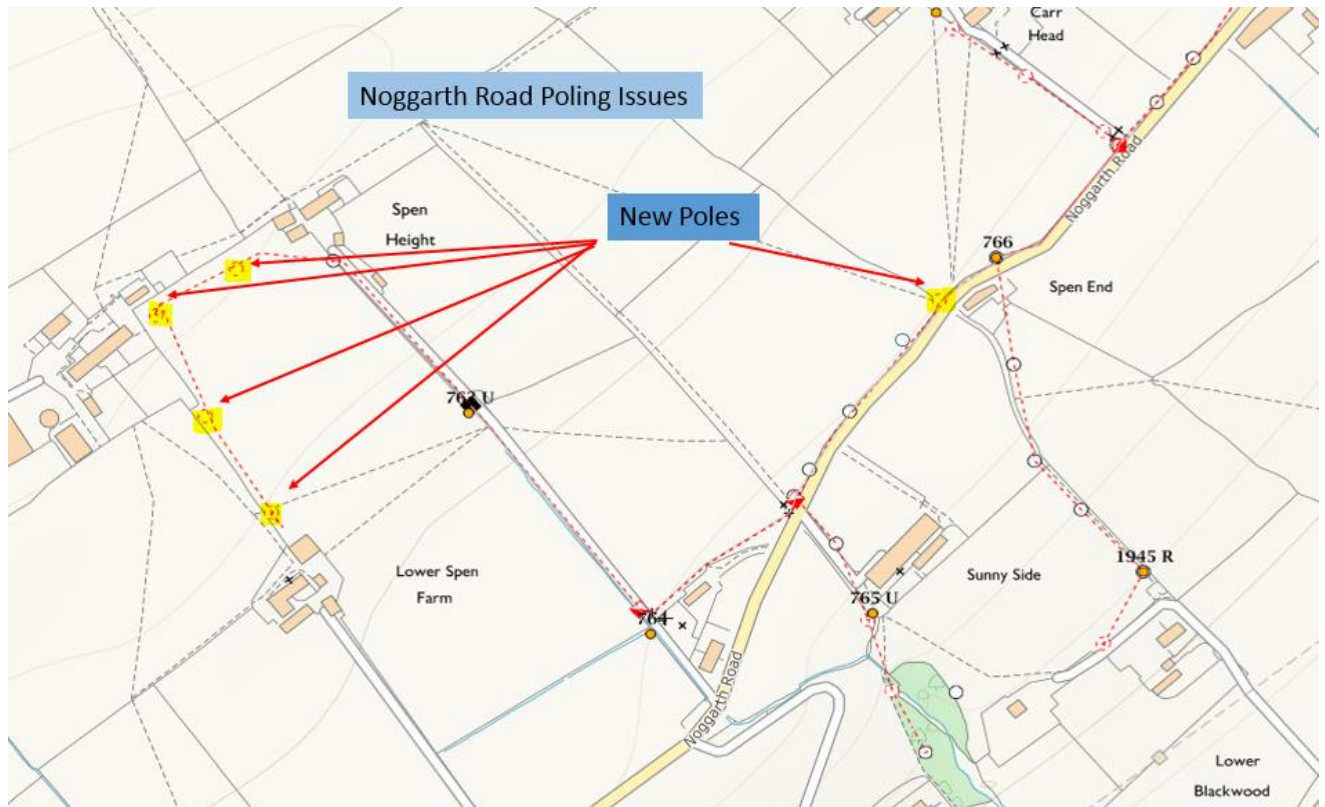 Carr
Head
Noggarth Road Poling Issues
Noggarth Road
New Poles
Spen
Height
766
Spen End
763 U
Lower Spen
Farm
Sunny Side
1945 R
765 U
764
Noggarth Road
Lower
Blackwood